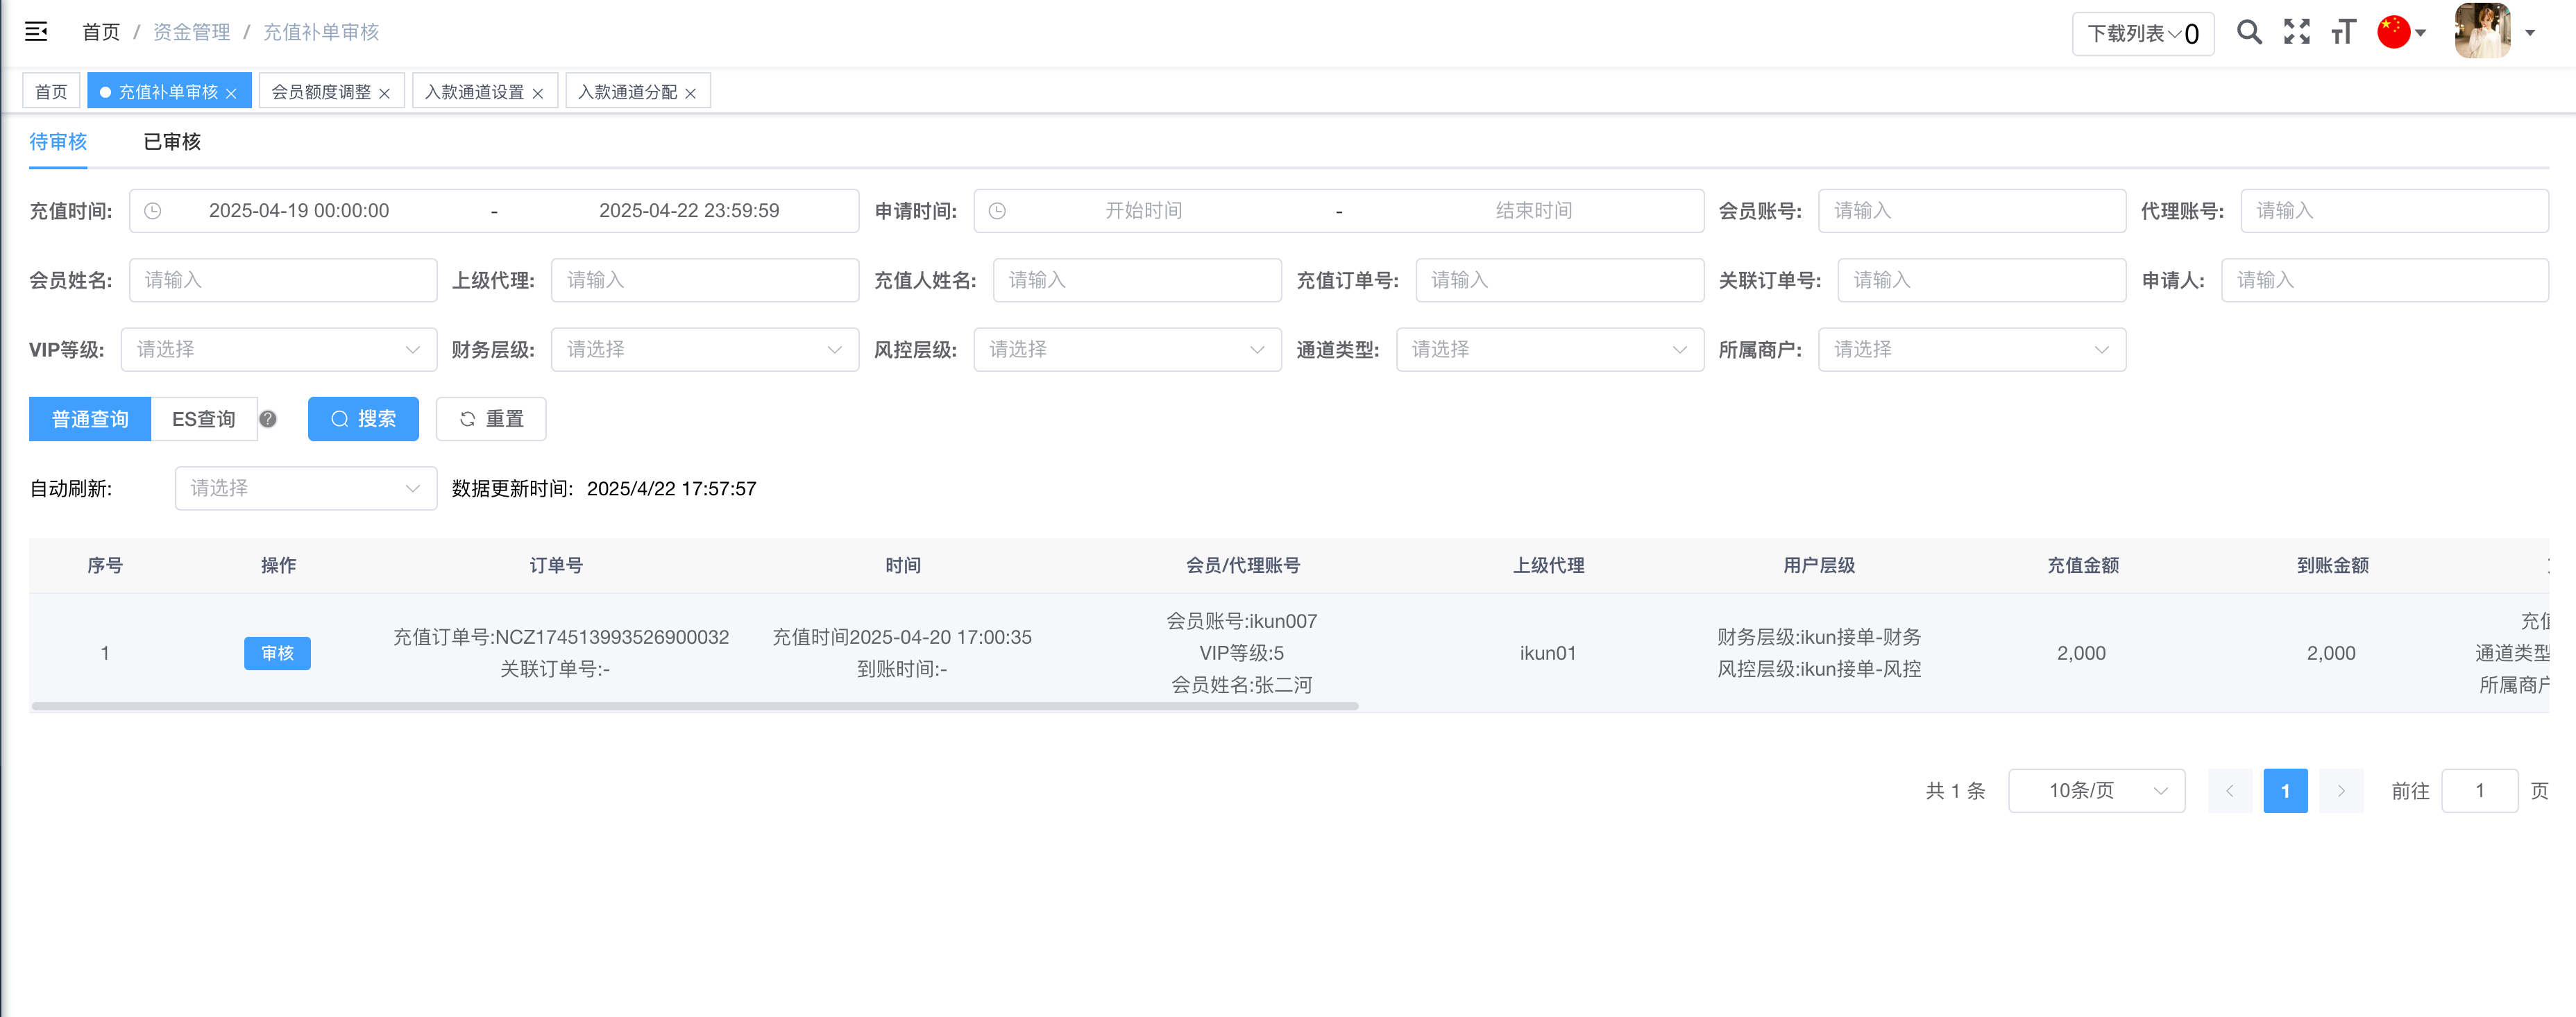 首页 / 资金管理 / 充值补单审核
下载列表 0
首页 充值补单审核 会员额度调整 入款通道设置 入款通道分配
待审核 已审核
充值时间: 2025-04-19 00:00:00 - 2025-04-22 23:59:59 申请时间: 开始时间 - 结束时间 会员账号: 请输入 代理账号: 请输入
会员姓名: 请输入 上级代理: 请输入 充值人姓名: 请输入 充值订单号: 请输入 关联订单号: 请输入 申请人: 请输入
VIP等级: 请选择 财务层级: 请选择 风控层级: 请选择 通道类型: 请选择 所属商户: 请选择
普通查询 ES查询 ? 搜索 重置
自动刷新: 请选择 数据更新时间: 2025/4/22 17:57:57
序号 操作 订单号 时间 会员/代理账号 上级代理 用户层级 充值金额 到账金额
1 审核
充值订单号:NCZ174513993526900032
关联订单号:-
充值时间2025-04-20 17:00:35
到账时间:-
会员账号:ikun007
VIP等级:5
会员姓名:张二河
ikun01
财务层级:ikun接单-财务
风控层级:ikun接单-风控
2,000
2,000
充值
通道类型
所属商户
共 1 条 10条/页 1 前往 1 页